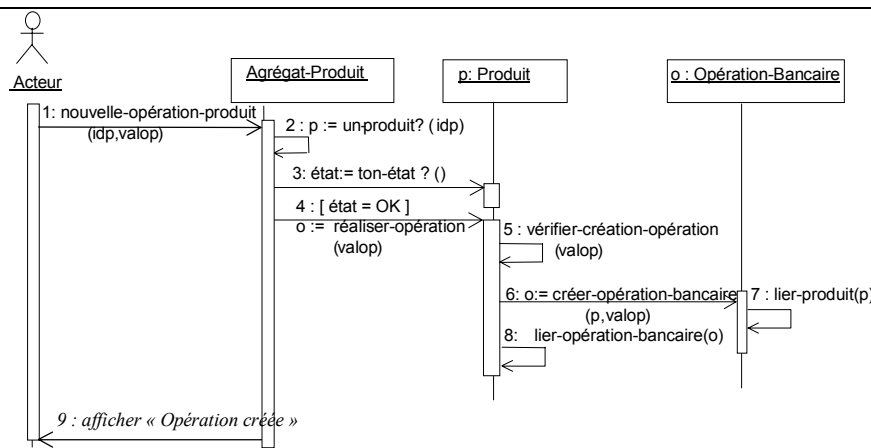 Acteur
Agrégat-Produit
p: Produit
o : Opération-Bancaire
1: nouvelle-opération-produit
(idp,valop)
2 : p := un-produit? ( idp)
3: état:= ton-état ? ()
4 : [ état = OK ]
o := réaliser-opération
(valop)
5 : vérifier-création-opération
(valop)
6: o:= créer-opération-bancaire
(p,valop)
7 : lier-produit(p)
8: lier-opération-bancaire(o)
9 : afficher « Opération créée »